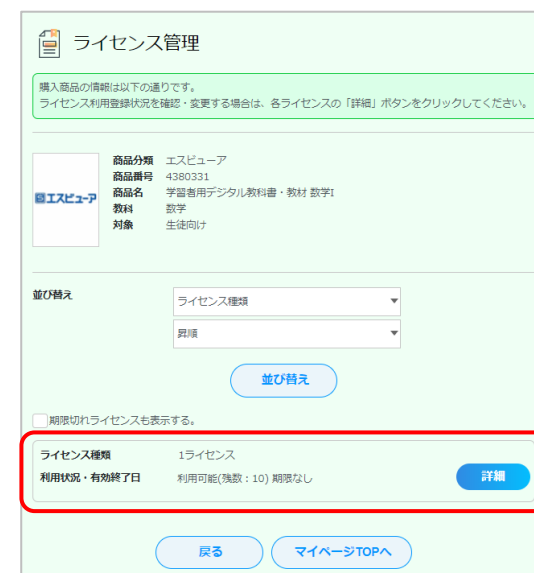 ライセンス管理
購入商品の情報は以下の通りです。
ライセンス利用登録状況を確認・変更する場合は、各ライセンスの「詳細」ボタンをクリックしてください。
エスビューア
商品分類 エスビューア
商品番号 4380331
商品名 学習者用デジタル教科書・教材 数学I
教科 数学
対象 生徒向け
並び替え
ライセンス種類
昇順
並び替え
期限切れライセンスも表示する。
ライセンス種類 1ライセンス
利用状況・有効終了日 利用可能(残数：10) 期限なし
詳細
戻る マイページTOPへ